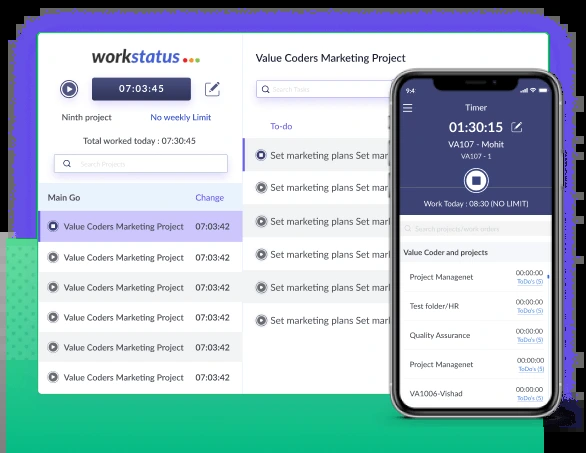 workstatus
07:03:45
Ninth project
No weekly Limit
Total worked today : 07:30:45
Search Projects
Main Go
Change
Value Coders Marketing Project 07:03:42
Value Coders Marketing Project 07:03:42
Value Coders Marketing Project 07:03:42
Value Coders Marketing Project 07:03:42
Value Coders Marketing Project 07:03:42
Value Coders Marketing Project 07:03:42
Value Coders Marketing Project
Search Tasks
To-do
Set marketing plans Set mar
Set marketing plans Set mar
Set marketing plans Set mar
Set marketing plans Set mar
Set marketing plans Set mar
Set marketing plans Set mar
9:4
Timer
01:30:15
VA107 - Mohit
VA107 - 1
Work Today : 08:30 (NO LIMIT)
Search projects/work orders
Value Coder and projects
Project Managenet 00:00:00
ToDo's (5)
Test folder/HR 00:00:00
ToDo's (5)
Quality Assurance 00:00:00
ToDo's (5)
Project Managenet 00:00:00
ToDo's (5)
VA1006-Vishad 00:00:00
ToDo's (5)